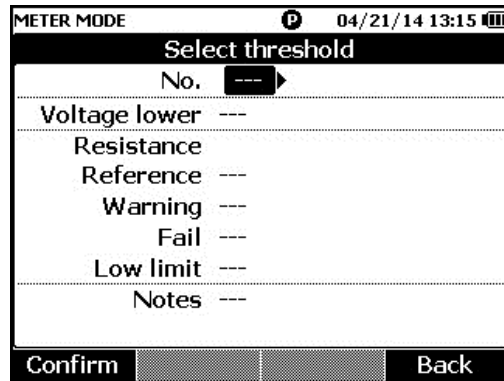 METER MODE P 04/21/14 13:15
Select threshold
No. ---
Voltage lower ---
Resistance
Reference ---
Warning ---
Fail ---
Low limit ---
Notes ---
Confirm Back